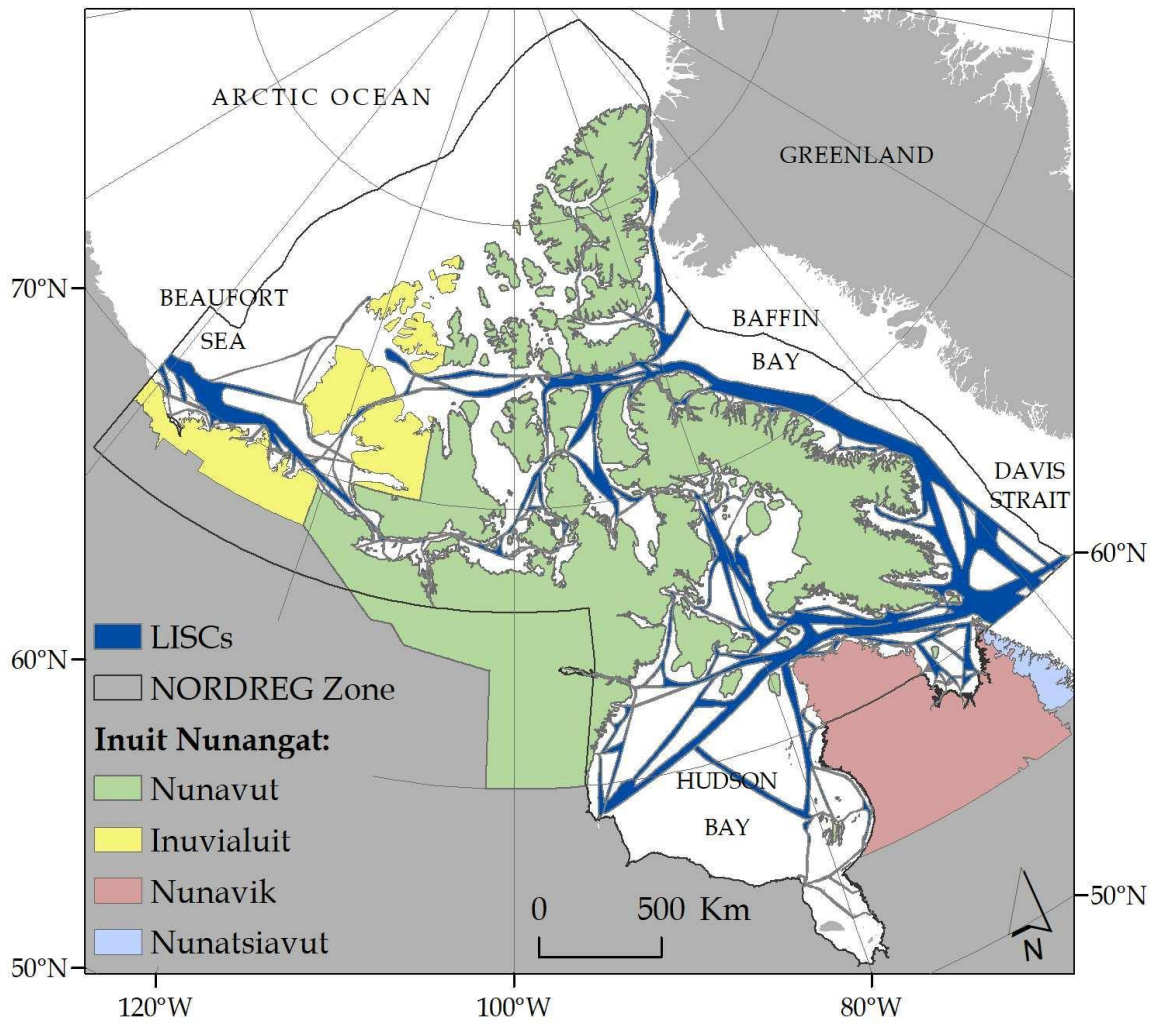 ARCTIC OCEAN
GREENLAND
70°N
BEAUFORT
SEA
BAFFIN
BAY
DAVIS
STRAIT
60°N
LISCs
60°N
NORDREG Zone
Inuit Nunangat:
Nunavut
HUDSON
BAY
Inuvialuit
Nunavik
0 500 Km
50°N
Nunatsiavut
N
50°N
120°W 100°W 80°W